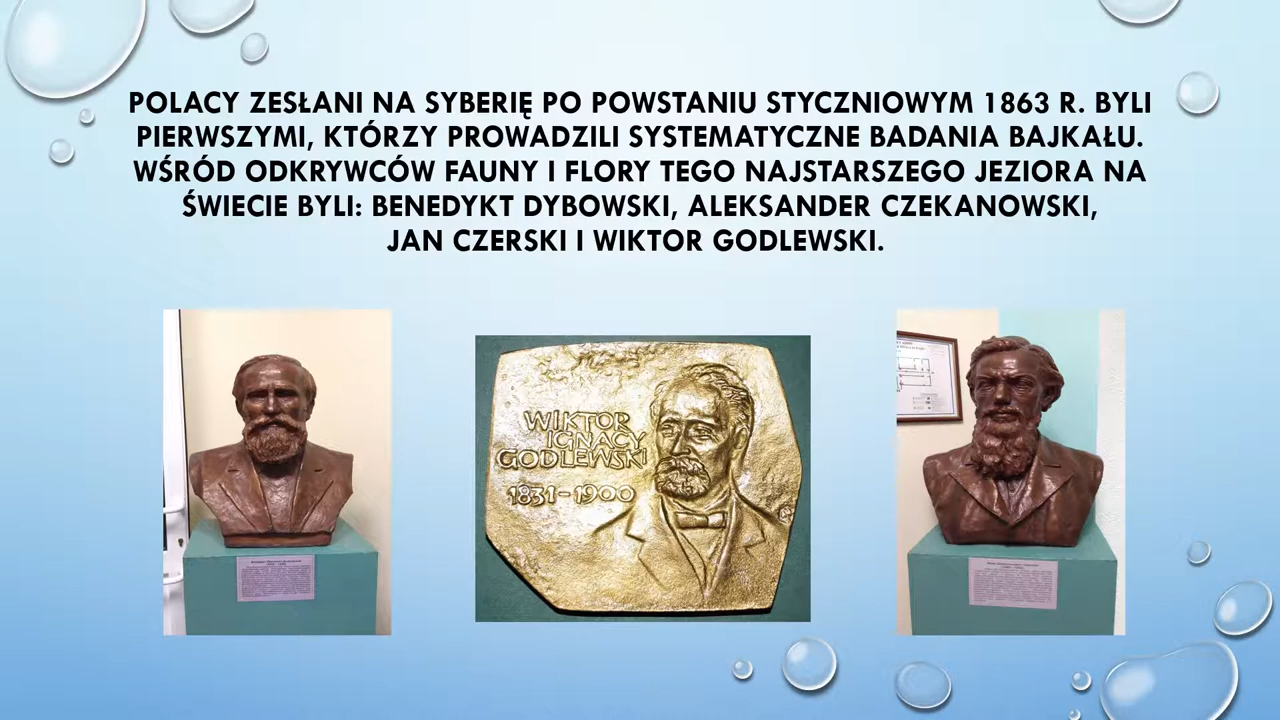 POLACY ZESŁANI NA SYBERIĘ PO POWSTANIU STYCZNIOWYM 1863 R. BYLI
PIERWSZYMI, KTÓRZY PROWADZILI SYSTEMATYCZNE BADANIA BAJKAŁU.
WŚRÓD ODKRYWCÓW FAUNY I FLORY TEGO NAJSTARSZEGO JEZIORA NA
ŚWIECIE BYLI: BENEDYKT DYBOWSKI, ALEKSANDER CZEKANOWSKI,
JAN CZERSKI I WIKTOR GODLEWSKI.
WIKTOR
IGNACY
GODLEWSKI
1831-1900